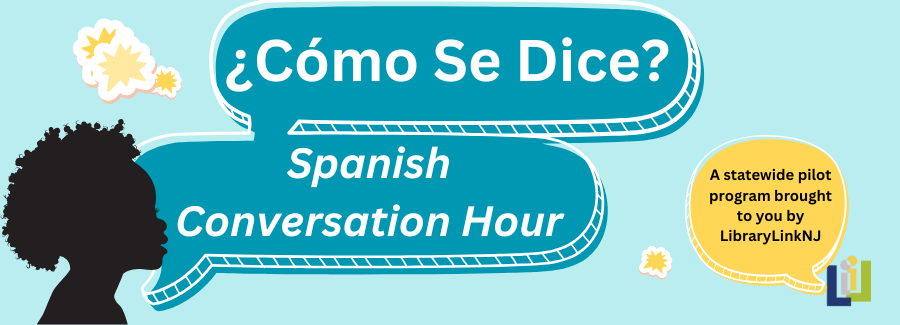 ¿Cómo Se Dice?
Spanish
Conversation Hour
A statewide pilot
program brought
to you by
LibraryLinkNJ